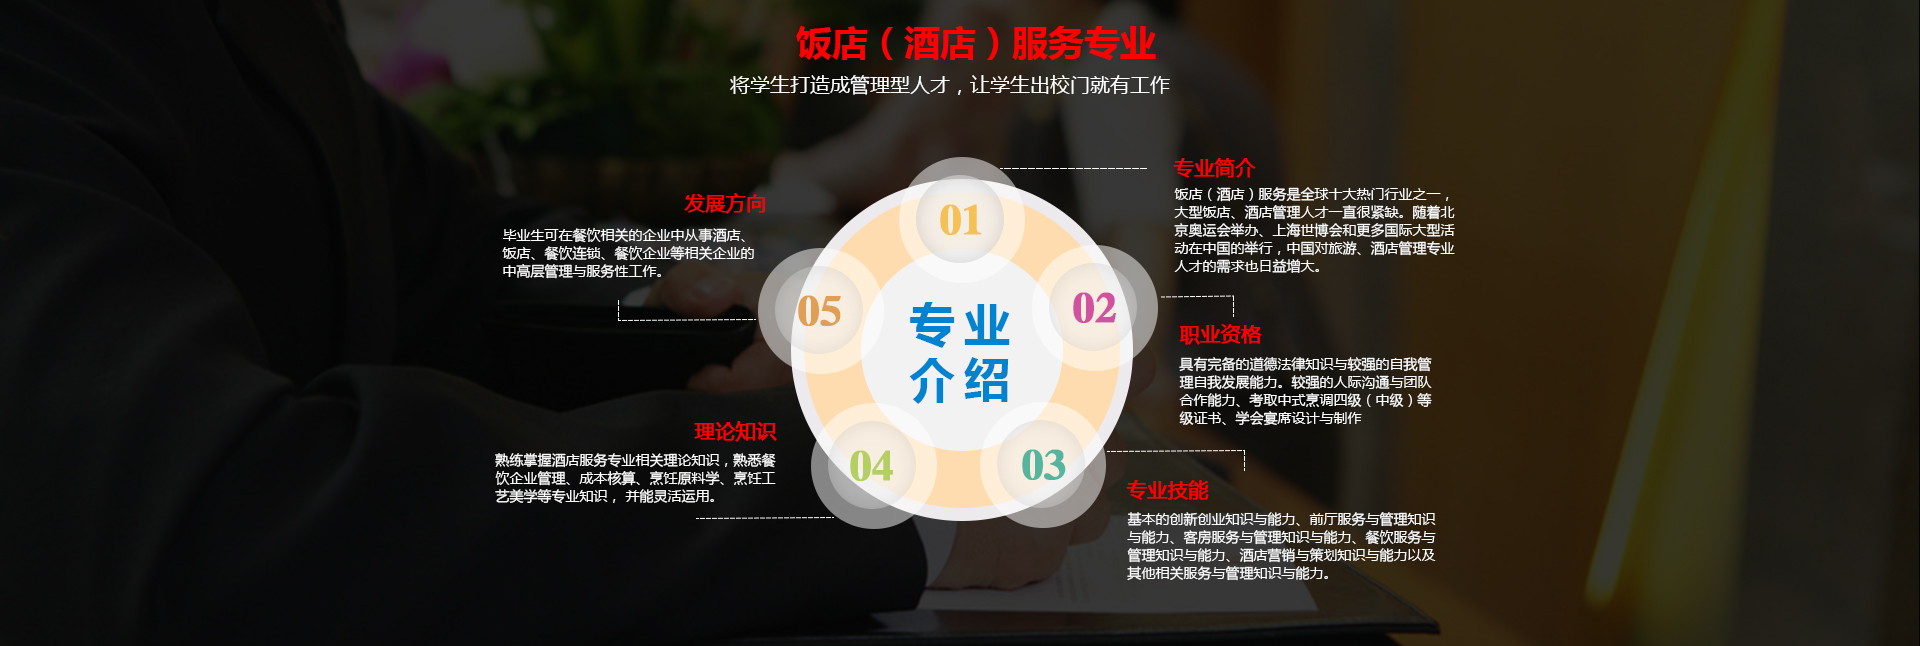 饭店（酒店）服务专业
将学生打造成管理型人才，让学生出校门就有工作
专业
介绍
01
专业简介
饭店（酒店）服务是全球十大热门行业之一，
大型饭店、酒店管理人才一直很紧缺。随着北
京奥运会举办、上海世博会和更多国际大型活
动在中国的举行，中国对旅游、酒店管理专业
人才的需求也日益增大。
02
职业资格
具有完备的道德法律知识与较强的自我管
理自我发展能力。较强的人际沟通与团队
合作能力、考取中式烹调四级（中级）等
级证书、学会宴席设计与制作
03
专业技能
基本的创新创业知识与能力、前厅服务与管理知识
与能力、客房服务与管理知识与能力、餐饮服务与
管理知识与能力、酒店营销与策划知识与能力以及
其他相关服务与管理知识与能力。
04
理论知识
熟练掌握酒店服务专业相关理论知识，熟悉餐
饮企业管理、成本核算、烹饪原料学、烹饪工
艺美学等专业知识， 并能灵活运用。
05
发展方向
毕业生可在餐饮相关的企业中从事酒店、
饭店、餐饮连锁、餐饮企业等相关企业的
中高层管理与服务性工作。